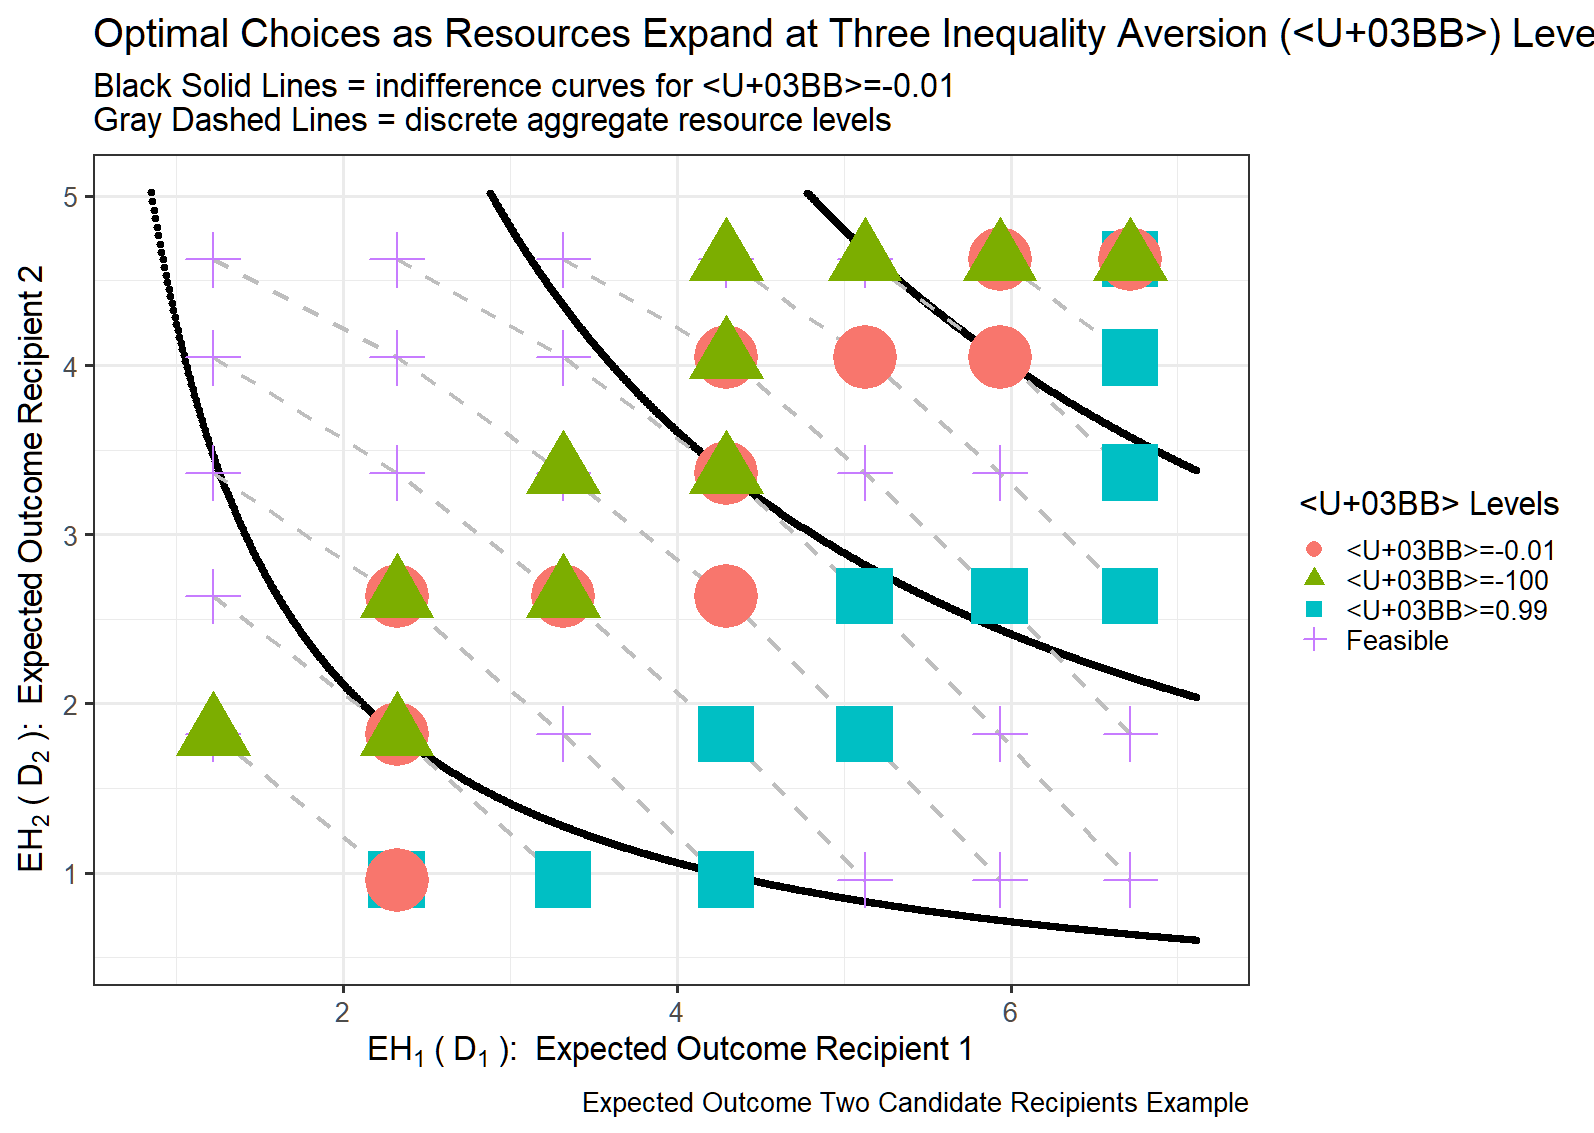 Optimal Choices as Resources Expand at Three Inequality Aversion (<U+03BB>) Leve
Black Solid Lines = indifference curves for <U+03BB>=-0.01
Gray Dashed Lines = discrete aggregate resource levels
EH2 ( D2 ):  Expected Outcome Recipient 2
5
4
3
2
1
2
4
6
EH1 ( D1 ):  Expected Outcome Recipient 1
<U+03BB> Levels
<U+03BB>=-0.01
<U+03BB>=-100
<U+03BB>=0.99
Feasible
Expected Outcome Two Candidate Recipients Example